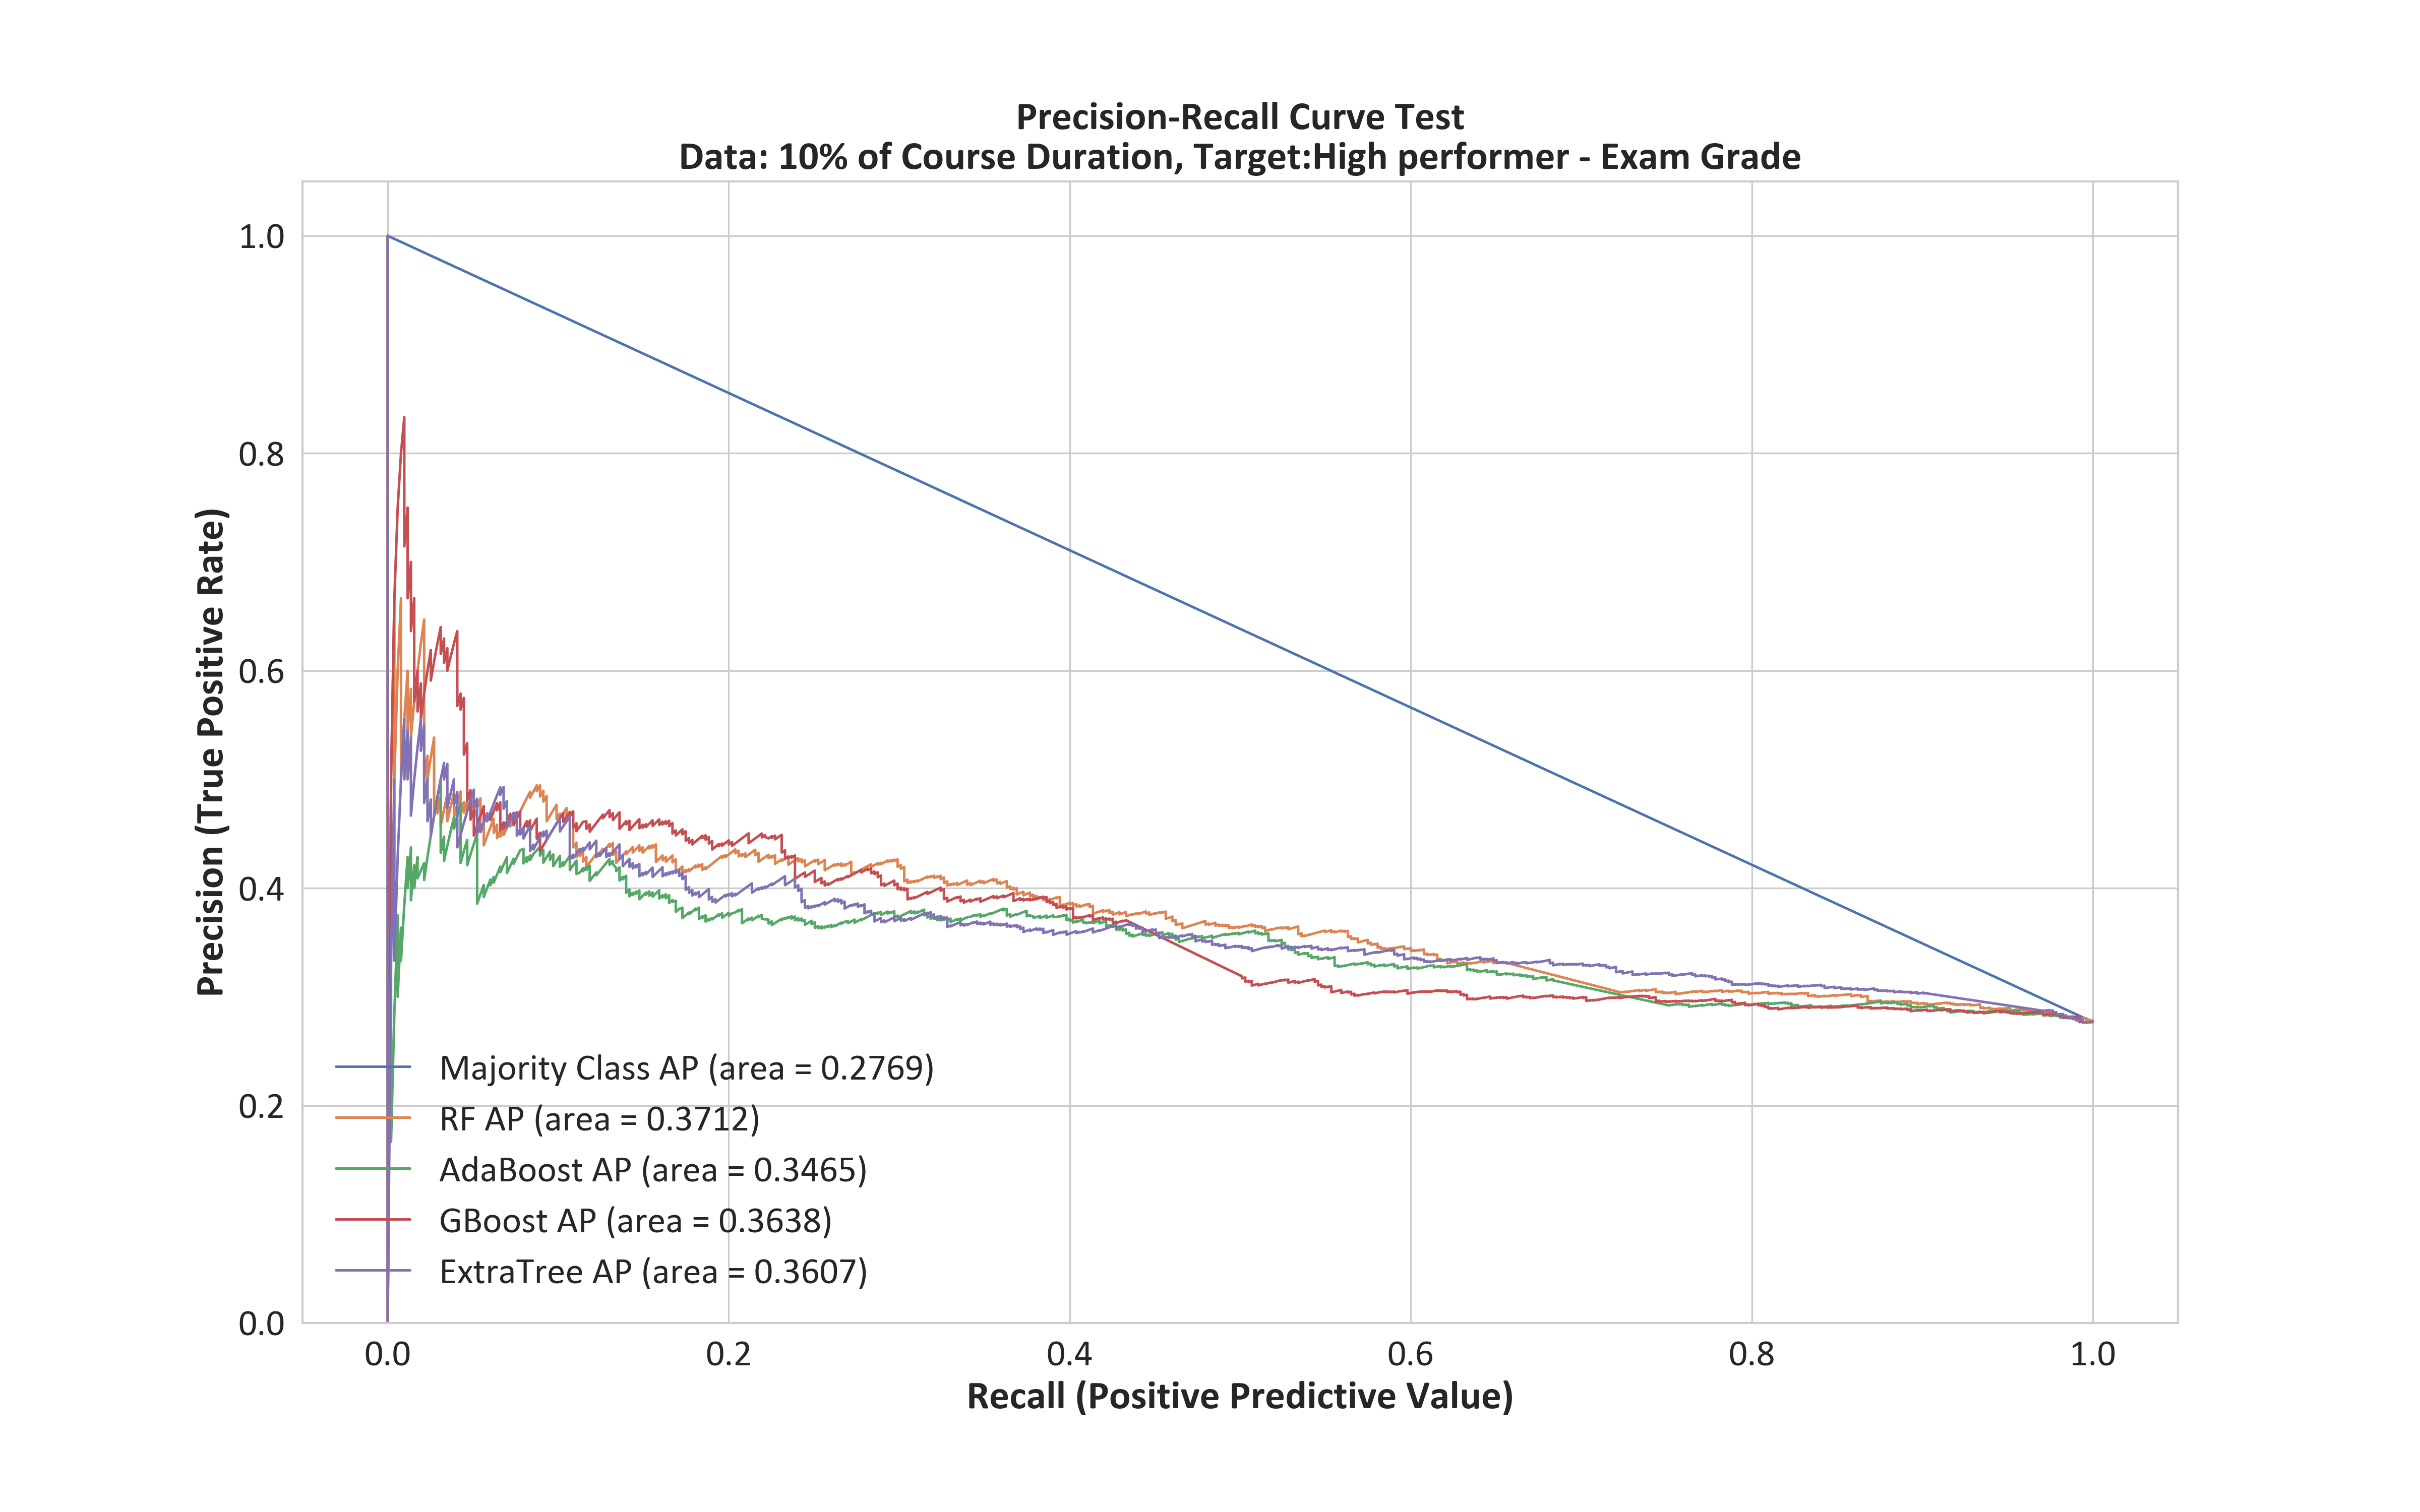 Precision-Recall Curve Test
Data: 10% of Course Duration, Target:High performer - Exam Grade
1.0
0.8
0.6
0.4
0.2
0.0
Precision (True Positive Rate)
Majority Class AP (area = 0.2769)
RF AP (area = 0.3712)
AdaBoost AP (area = 0.3465)
GBoost AP (area = 0.3638)
ExtraTree AP (area = 0.3607)
0.0 0.2 0.4 0.6 0.8 1.0
Recall (Positive Predictive Value)